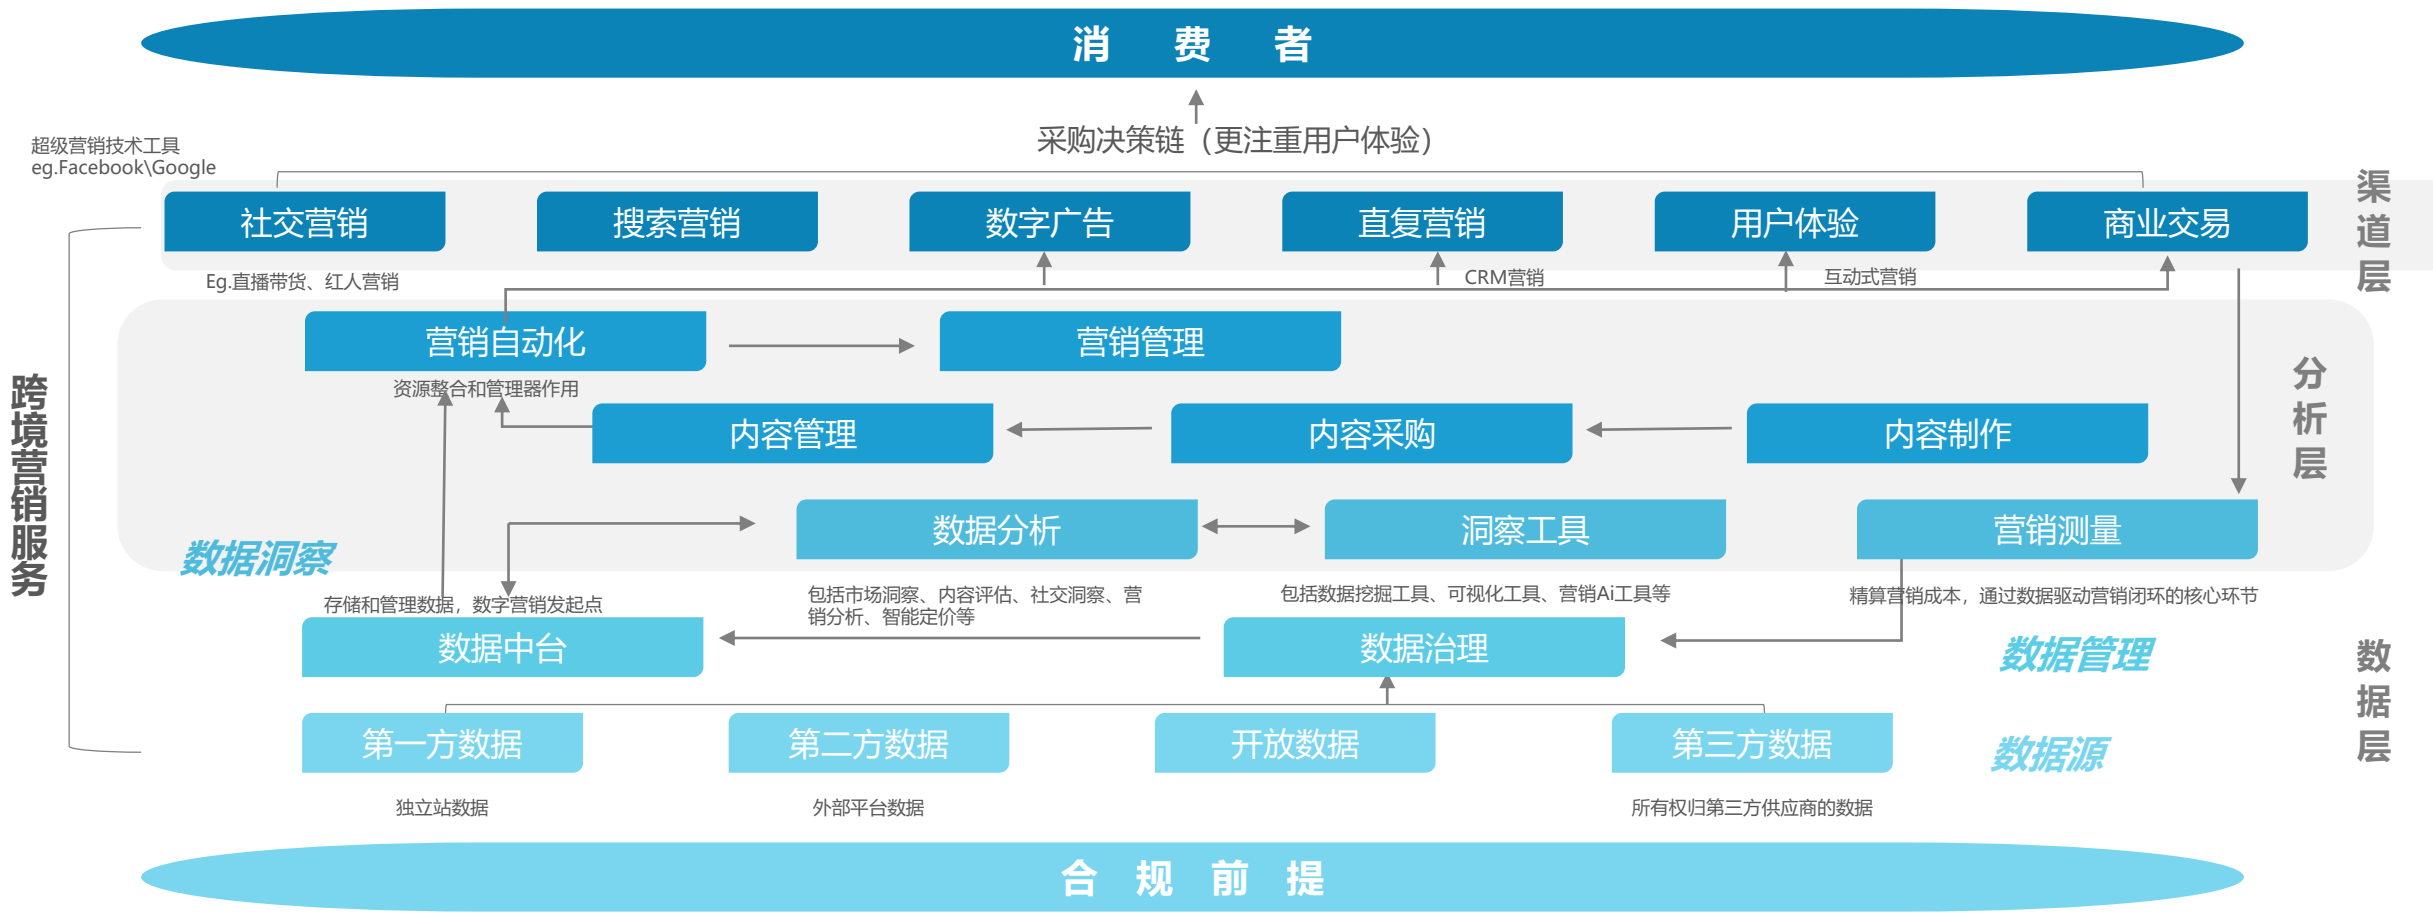 消 费 者
采购决策链（更注重用户体验）
超级营销技术工具
eg.Facebook\Google
渠道层
社交营销
搜索营销
数字广告
直复营销
用户体验
商业交易
Eg.直播带货、红人营销
CRM营销
互动式营销
跨境营销服务
分析层
营销自动化
营销管理
资源整合和管理器作用
内容管理
内容采购
内容制作
数据洞察
数据分析
洞察工具
营销测量
存储和管理数据，数字营销发起点
包括市场洞察、内容评估、社交洞察、营
销分析、智能定价等
包括数据挖掘工具、可视化工具、营销Ai工具等
精算营销成本，通过数据驱动营销闭环的核心环节
数据中台
数据治理
数据管理
数据层
第一方数据
第二方数据
开放数据
第三方数据
数据源
独立站数据
外部平台数据
所有权归第三方供应商的数据
合 规 前 提